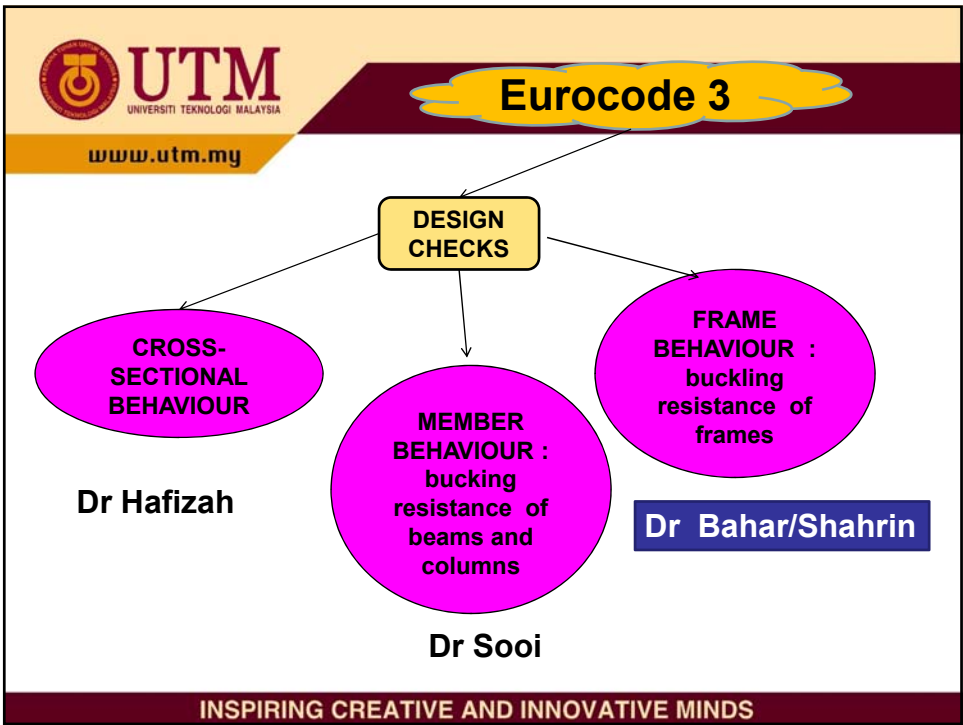 UTM
UNIVERSITI TEKNOLOGI MALAYSIA
www.utm.my
Eurocode 3
DESIGN
CHECKS
CROSS-
SECTIONAL
BEHAVIOUR
Dr Hafizah
MEMBER
BEHAVIOUR :
bucking
resistance of
beams and
columns
Dr Sooi
FRAME
BEHAVIOUR :
buckling
resistance of
frames
Dr Bahar/Shahrin
INSPIRING CREATIVE AND INNOVATIVE MINDS